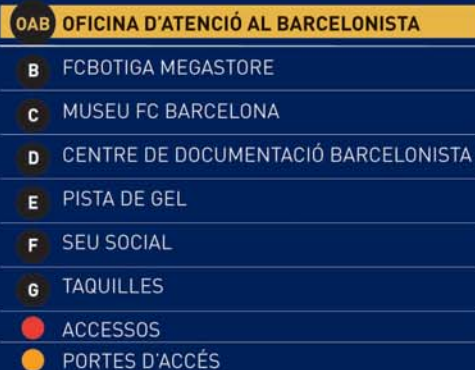 OAB OFICINA D'ATENCIÓ AL BARCELONISTA
B FCBOTIGA MEGASTORE
C MUSEU FC BARCELONA
D CENTRE DE DOCUMENTACIÓ BARCELONISTA
E PISTA DE GEL
F SEU SOCIAL
G TAQUILLES
ACCESSOS
PORTES D'ACCÉS